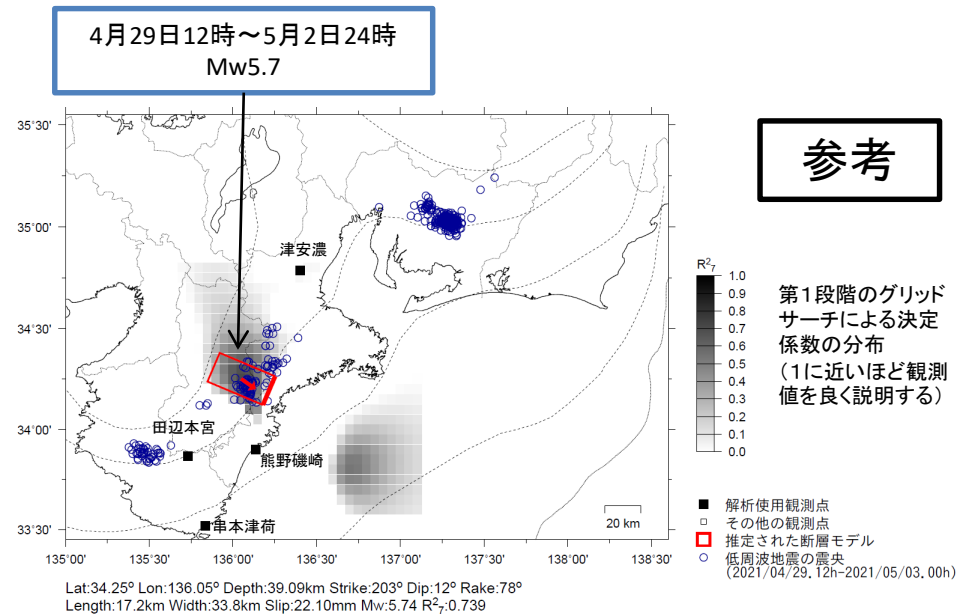 4月29日12時～5月2日24時
Mw5.7
参考
35°30'
35°00'
34°30'
34°00'
33°30'
135°00'
135°30'
136°00'
136°30'
137°00'
137°30'
138°00'
138°30'
津安濃
田辺本宮
熊野磯崎
串本津荷
20 km
R²₇
1.0
0.9
0.8
0.7
0.6
0.5
0.4
0.3
0.2
0.1
0.0
第１段階のグリッド
サーチによる決定
係数の分布
（１に近いほど観測
値を良く説明する）
解析使用観測点
その他の観測点
推定された断層モデル
低周波地震の震央
(2021/04/29.12h-2021/05/03.00h)
Lat:34.25° Lon:136.05° Depth:39.09km Strike:203° Dip:12° Rake:78°
Length:17.2km Width:33.8km Slip:22.10mm Mw:5.74 R²₇:0.739